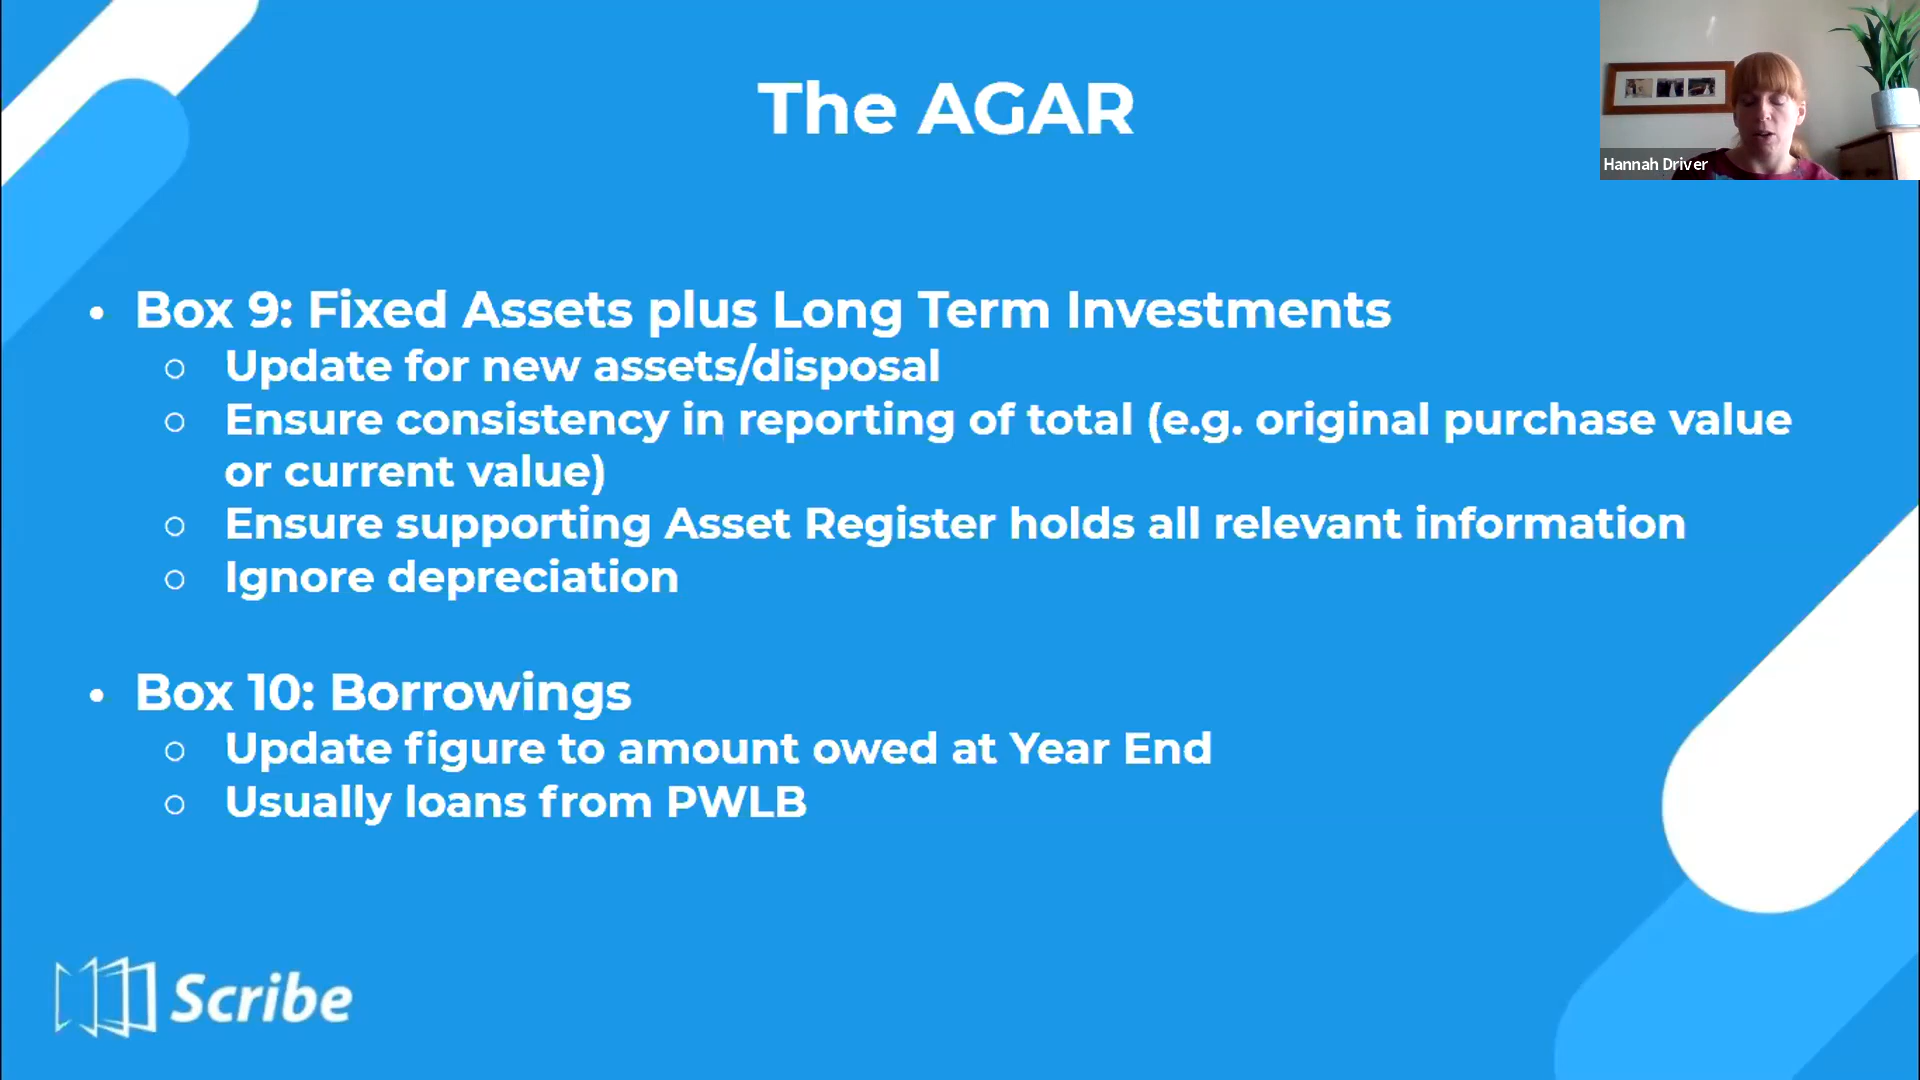 The AGAR
Hannah Driver
• Box 9: Fixed Assets plus Long Term Investments
○ Update for new assets/disposal
○ Ensure consistency in reporting of total (e.g. original purchase value
or current value)
○ Ensure supporting Asset Register holds all relevant information
○ Ignore depreciation
• Box 10: Borrowings
○ Update figure to amount owed at Year End
○ Usually loans from PWLB
Scribe